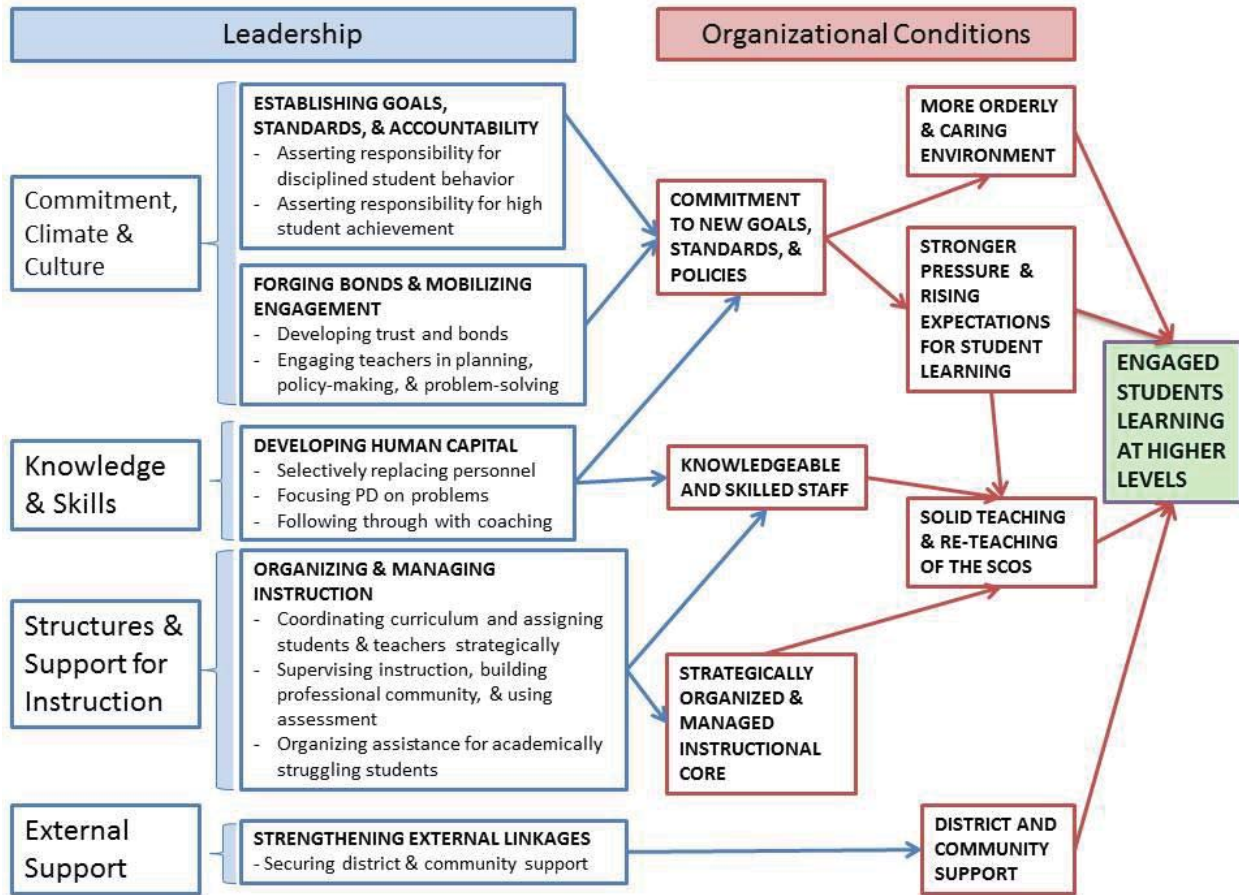 Leadership
Organizational Conditions
Commitment,
Climate &
Culture
ESTABLISHING GOALS,
STANDARDS, & ACCOUNTABILITY
- Asserting responsibility for
disciplined student behavior
- Asserting responsibility for high
student achievement
FORGING BONDS & MOBILIZING
ENGAGEMENT
- Developing trust and bonds
- Engaging teachers in planning,
policy-making, & problem-solving
COMMITMENT
TO NEW GOALS,
STANDARDS, &
POLICIES
MORE ORDERLY
& CARING
ENVIRONMENT
STRONGER
PRESSURE &
RISING
EXPECTATIONS
FOR STUDENT
LEARNING
ENGAGED
STUDENTS
LEARNING
AT HIGHER
LEVELS
Knowledge
& Skills
DEVELOPING HUMAN CAPITAL
- Selectively replacing personnel
- Focusing PD on problems
- Following through with coaching
KNOWLEDGEABLE
AND SKILLED STAFF
SOLID TEACHING
& RE-TEACHING
OF THE SCOS
Structures &
Support for
Instruction
ORGANIZING & MANAGING
INSTRUCTION
- Coordinating curriculum and assigning
students & teachers strategically
- Supervising instruction, building
professional community, & using
assessment
- Organizing assistance for academically
struggling students
STRATEGICALLY
ORGANIZED &
MANAGED
INSTRUCTIONAL
CORE
External
Support
STRENGTHENING EXTERNAL LINKAGES
- Securing district & community support
DISTRICT AND
COMMUNITY
SUPPORT